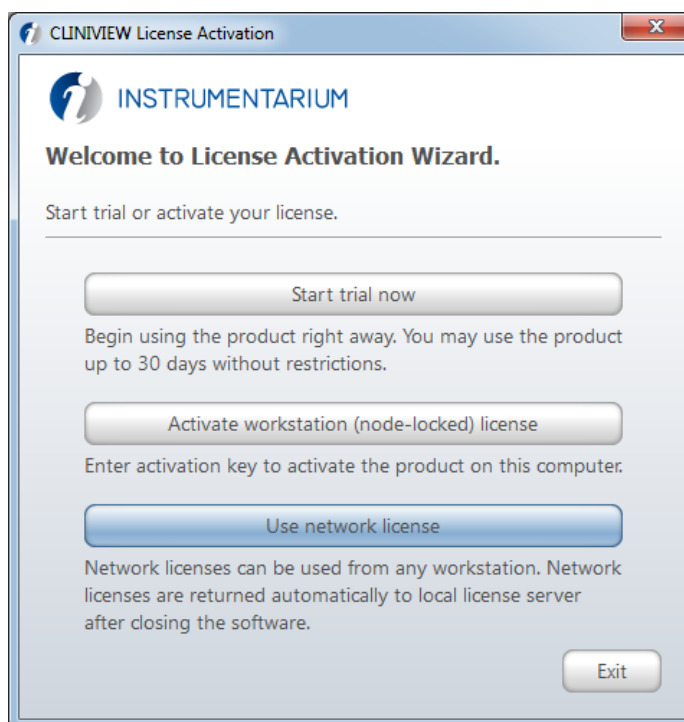 CLINIVIEW License Activation
INSTRUMENTARIUM
Welcome to License Activation Wizard.
Start trial or activate your license.
Start trial now
Begin using the product right away. You may use the product
up to 30 days without restrictions.
Activate workstation (node-locked) license
Enter activation key to activate the product on this computer.
Use network license
Network licenses can be used from any workstation. Network
licenses are returned automatically to local license server
after closing the software.
Exit